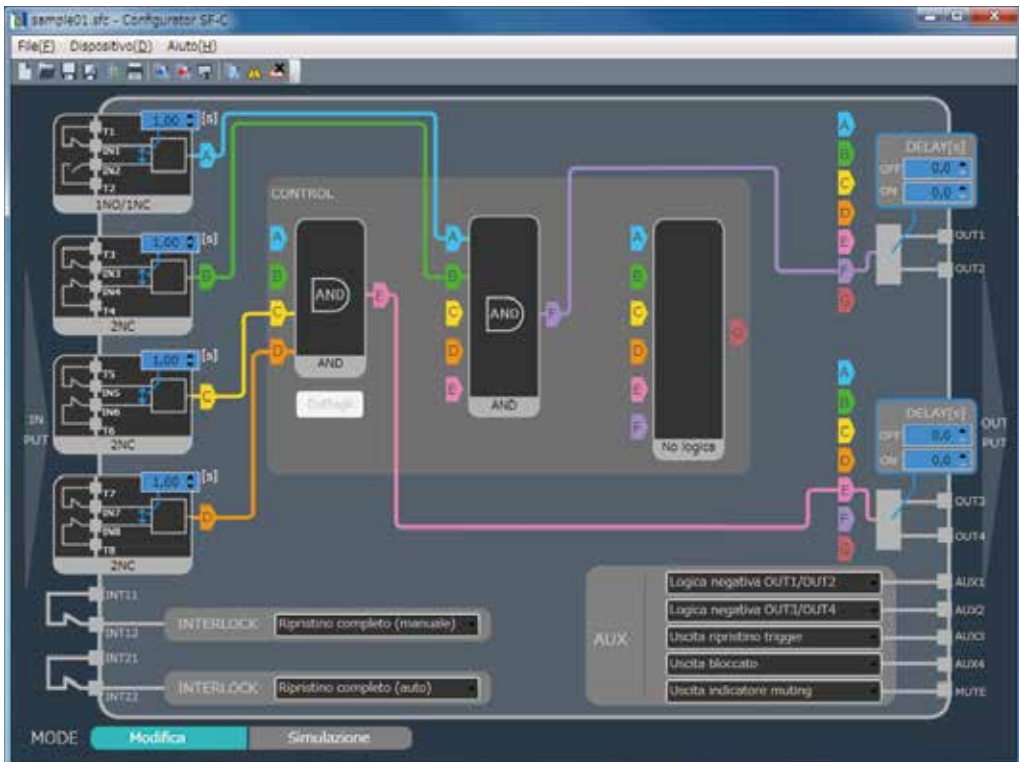 sample01.sfc - Configurator SF-C
File(F) Dispositivo(D) Aiuto(H)
1,00 [s]
T1
IN1
IN2
T2
A
1NO/1NC
1,00 [s]
T3
IN3
IN4
T4
B
2NC
1,00 [s]
T5
IN5
IN6
T6
C
2NC
1,00 [s]
T7
IN7
IN8
T8
D
2NC
IN
PUT
CONTROL
A
B
C
D
AND
E
AND
Dettagli
A
B
C
D
E
AND
F
AND
A
B
C
D
E
F
G
No logica
A
B
C
D
E
F
G
DELAY[s]
OFF 0,0
ON 0,0
OUT1
OUT2
A
B
C
D
E
F
G
DELAY[s]
OFF 0,0
ON 0,0
OUT3
OUT4
OUT
PUT
INT11
INT12
INTERLOCK Ripristino completo (manuale)
INT21
INT22
INTERLOCK Ripristino completo (auto)
AUX
Logica negativa OUT1/OUT2 AUX1
Logica negativa OUT3/OUT4 AUX2
Uscita ripristino trigger AUX3
Uscita bloccato AUX4
Uscita indicatore muting MUTE
MODE Modifica Simulazione